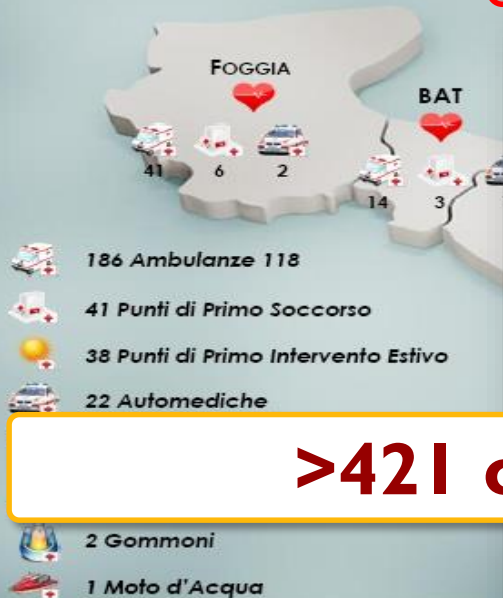 FOGGIA
BAT
41 6 2
14 3
186 Ambulanze 118
41 Punti di Primo Soccorso
38 Punti di Primo Intervento Estivo
22 Automediche
>421
2 Gommoni
1 Moto d'Acqua